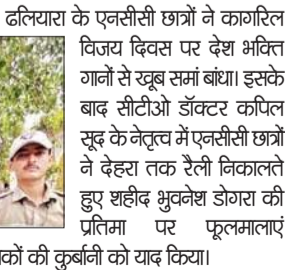 ढलियारा के एनसीसी छात्रों ने कागरिल
विजय दिवस पर देश भक्ति
गानों से खूब समां बांधा। इसके
बाद सीटीओ डॉक्टर कपिल
सूद के नेतृत्व में एनसीसी छात्रों
ने देहरा तक रैली निकालते
हुए शहीद भुवनेश डोगरा की
प्रतिमा पर फूलमालाएं
कों की कुर्बानी को याद किया।